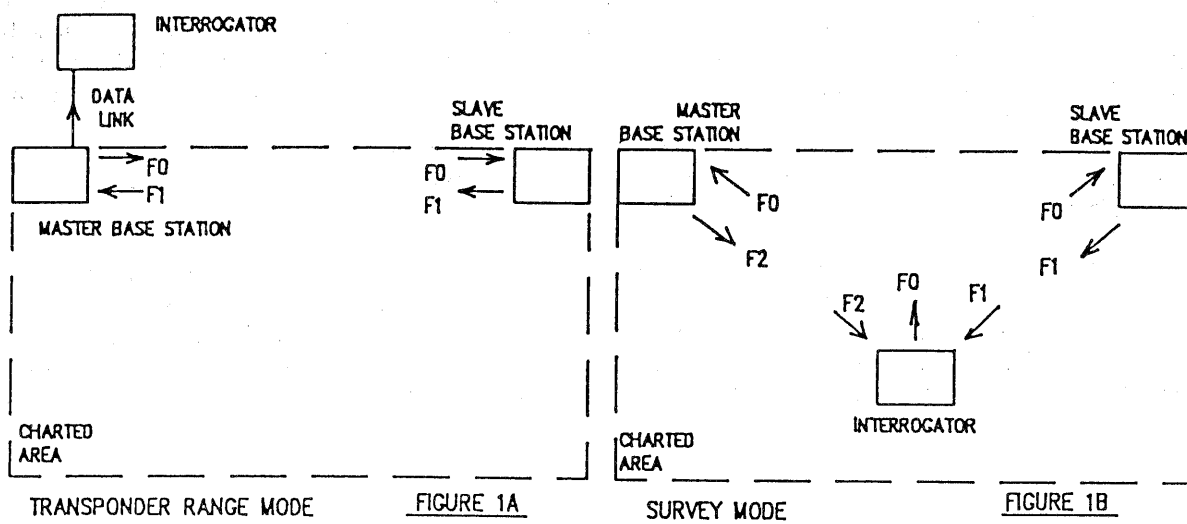 INTERROGATOR
DATA
LINK
SLAVE
BASE STATION
F0
F1
F0
F1
MASTER BASE STATION
CHARTED
AREA
TRANSPONDER RANGE MODE
FIGURE 1A
MASTER
BASE STATION
SLAVE
BASE STATION
F0
F2
F0
F1
F2
F0
F1
INTERROGATOR
CHARTED
AREA
SURVEY MODE
FIGURE 1B